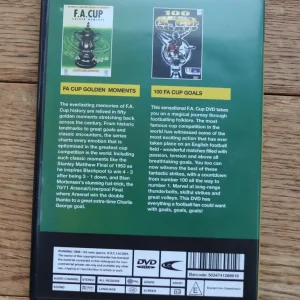 F.A. CUP
GOLDEN MOMENTS
100
FA CUP GOLDEN MOMENTS
The everlasting memories of F.A.
Cup history are relived in fifty
golden moments stretching back
across the century. From historic
landmarks to great goals and
classic encounters, the series
charts every emotion that is
epitomised in the greatest cup
competition is the world. Including
such classic moments like the
Stanley Matthew Final of 1953 as
he inspires Blackpool to win 4 - 3
after being 3 - 1 down, and Stan
Mortensen's stunning hat-trick, the
70/71 Arsenal/Liverpool Final
where Arsenal win the double
thanks to a great extra-time Charlie
George goal.
100 FA CUP GOALS
This sensational F.A. Cup DVD takes
you on a magical journey through
footballing folklore. The most
famous cup competition in the
world has witnessed some of the
most exciting action that has ever
taken place on an English football
field - wonderful matches filled with
passion, tension and above all
breathtaking goals. You can now
witness the best of these
fantastic strikes, with a countdown
from number 100 all the way to
number 1. Marvel at long-range
thunderbolts, skilful strikes and
great volleys. This DVD has
everything a football fan could want
with goals, goals, goals!
DVD
VIDEO
Barcode: